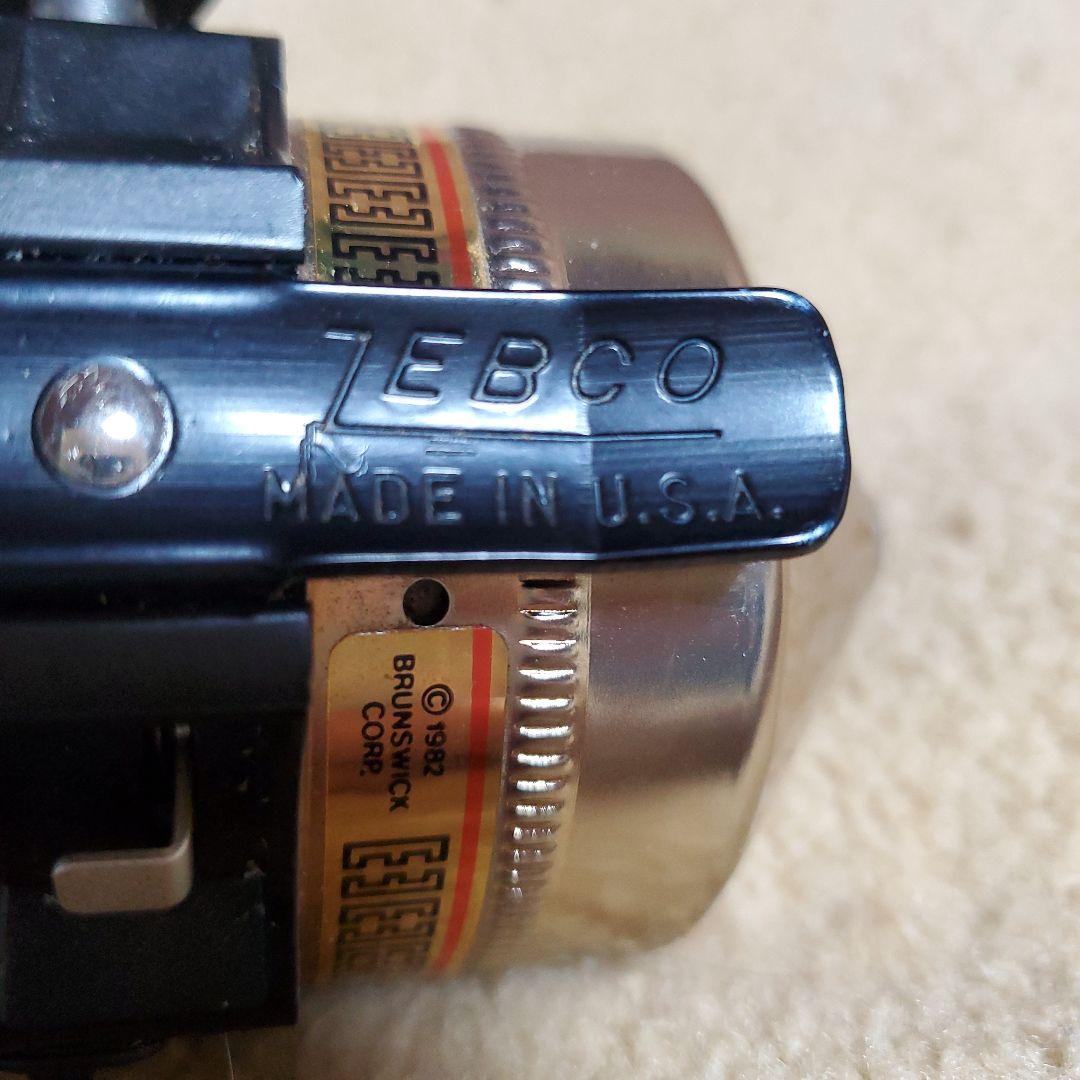 ZEBCO
MADE IN U.S.A.
© 1982
BRUNSWICK
CORP.